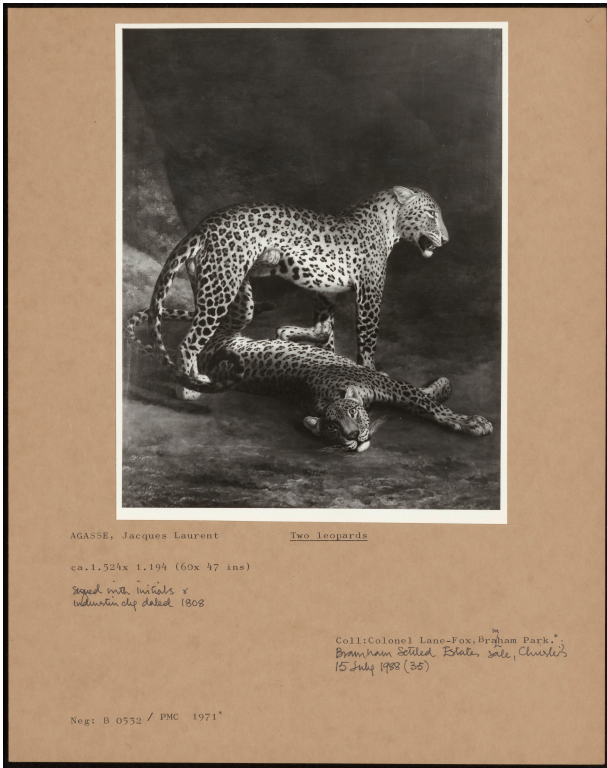 AGASSE, Jacques Laurent Two leopards
ca.1.524x 1.194 (60x 47 ins)
Signed with initials &
indistinctly dated 1808
Coll:Colonel Lane-Fox, Bramham Park.*;
Bramham Settled Estates sale, Christie's
15 July 1988 (35)
Neg: B 0532 / PMC 1971*